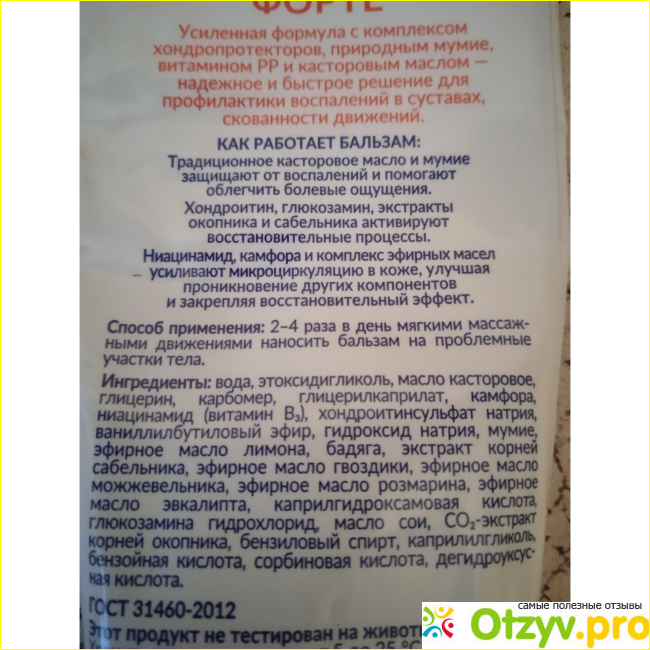 ФОРТЕ
Усиленная формула с комплексом
хондропротекторов, природным мумие,
витамином РР и касторовым маслом —
надежное и быстрое решение для
профилактики воспалений в суставах,
скованности движений.
КАК РАБОТАЕТ БАЛЬЗАМ:
Традиционное касторовое масло и мумие
защищают от воспалений и помогают
облегчить болевые ощущения.
Хондроитин, глюкозамин, экстракты
окопника и сабельника активируют
восстановительные процессы.
Ниацинамид, камфора и комплекс эфирных масел
усиливают микроциркуляцию в коже, улучшая
проникновение других компонентов
и закрепляя восстановительный эффект.
Способ применения: 2–4 раза в день мягкими массаж-
ными движениями наносить бальзам на проблемные
участки тела.
Ингредиенты: вода, этоксидигликоль, масло касторовое,
глицерин, карбомер, глицерилкаприлат, камфора,
ниацинамид (витамин В₃), хондроитинсульфат натрия,
ваниллилбутиловый эфир, гидроксид натрия, мумие,
эфирное масло лимона, бадяга, экстракт корней
сабельника, эфирное масло гвоздики, эфирное масло
можжевельника, эфирное масло розмарина, эфирное
масло эвкалипта, каприлгидроксамовая кислота,
глюкозамина гидрохлорид, масло сои, СО₂-экстракт
корней окопника, бензиловый спирт, каприлилгликоль,
бензойная кислота, сорбиновая кислота, дегидроуксус-
ная кислота.
ГОСТ 31460-2012
Этот продукт не тестирован на живот
самые полезные отзывы
Otzyv.pro